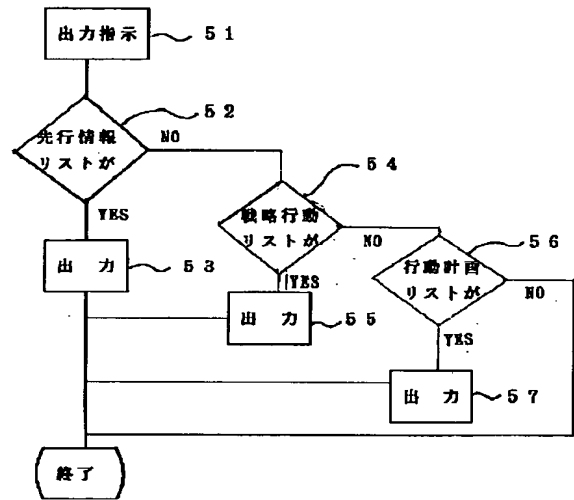 出力指示
51
先行情報
リストが
52
NO
YES
戦略行動
リストが
54
NO
YES
行動計画
リストが
56
NO
YES
出 力
53
出 力
55
出 力
57
終了